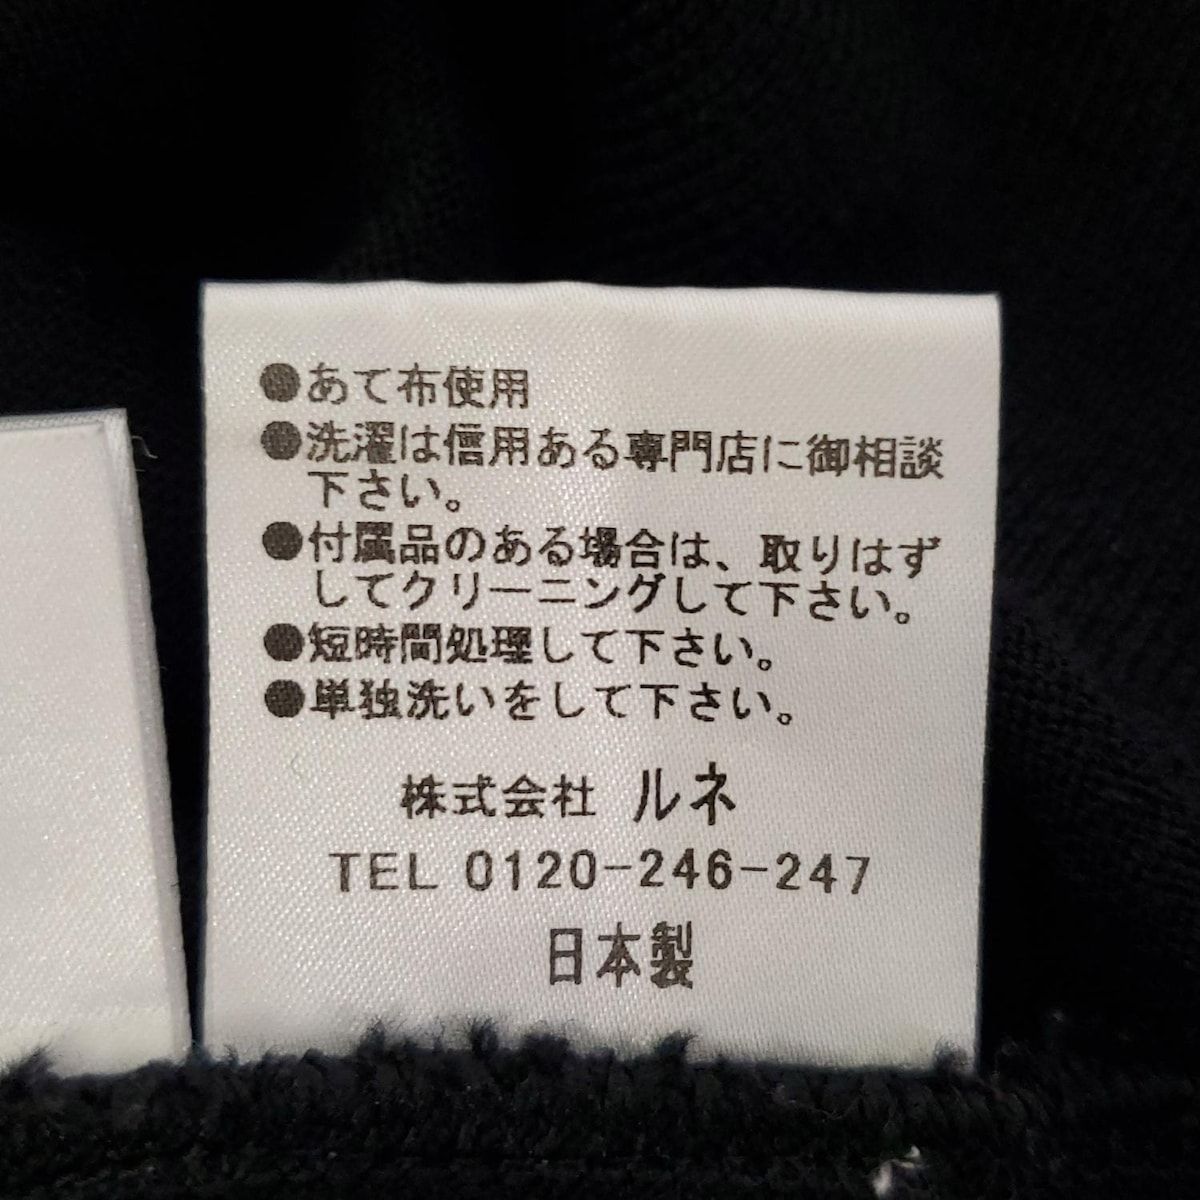 ●あて布使用
●洗濯は信用ある専門店に御相談
下さい。
●付属品のある場合は、取りはず
してクリーニングして下さい。
●短時間処理して下さい。
●単独洗いをして下さい。
株式会社 ルネ
TEL 0120-246-247
日本製